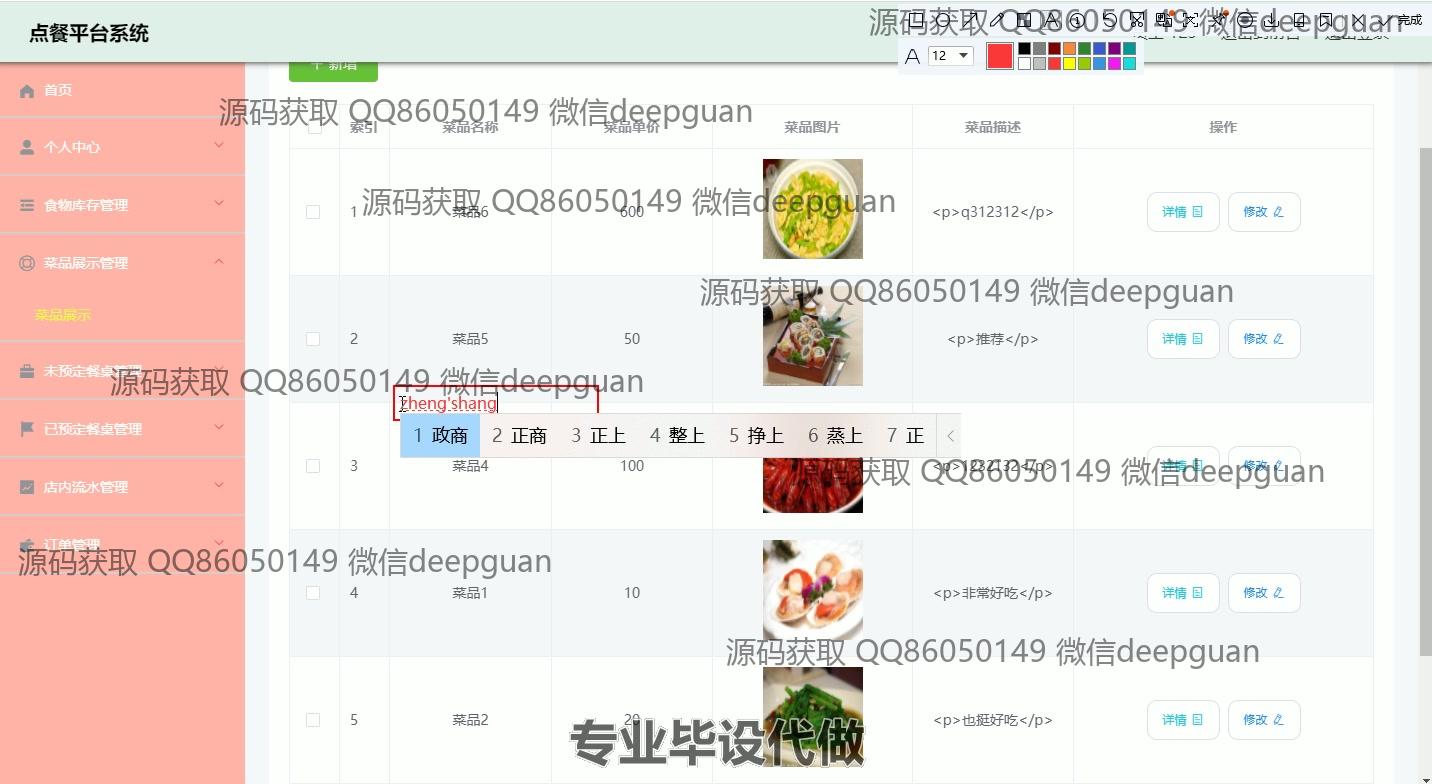 点餐平台系统
完成
A 12
+ 新增
首页
个人中心
食物库存管理
菜品展示管理
菜品展示
未预定餐桌管理
已预定餐桌管理
店内流水管理
订单管理
索引 菜品名称 菜品单价 菜品图片 菜品描述 操作
1 菜品6 600 <p>q312312</p> 详情 修改
2 菜品5 50 <p>推荐</p> 详情 修改
zheng'shang
1 政商 2 正商 3 正上 4 整上 5 挣上 6 蒸上 7 正
3 菜品4 100 <p>1232132</p> 详情 修改
4 菜品1 10 <p>非常好吃</p> 详情 修改
5 菜品2 20 <p>也挺好吃</p> 详情 修改
源码获取 QQ86050149 微信deepguan
源码获取 QQ86050149 微信deepguan
源码获取 QQ86050149 微信deepguan
源码获取 QQ86050149 微信deepguan
源码获取 QQ86050149 微信deepguan
源码获取 QQ86050149 微信deepguan
源码获取 QQ86050149 微信deepguan
源码获取 QQ86050149 微信deepguan
专业毕设代做